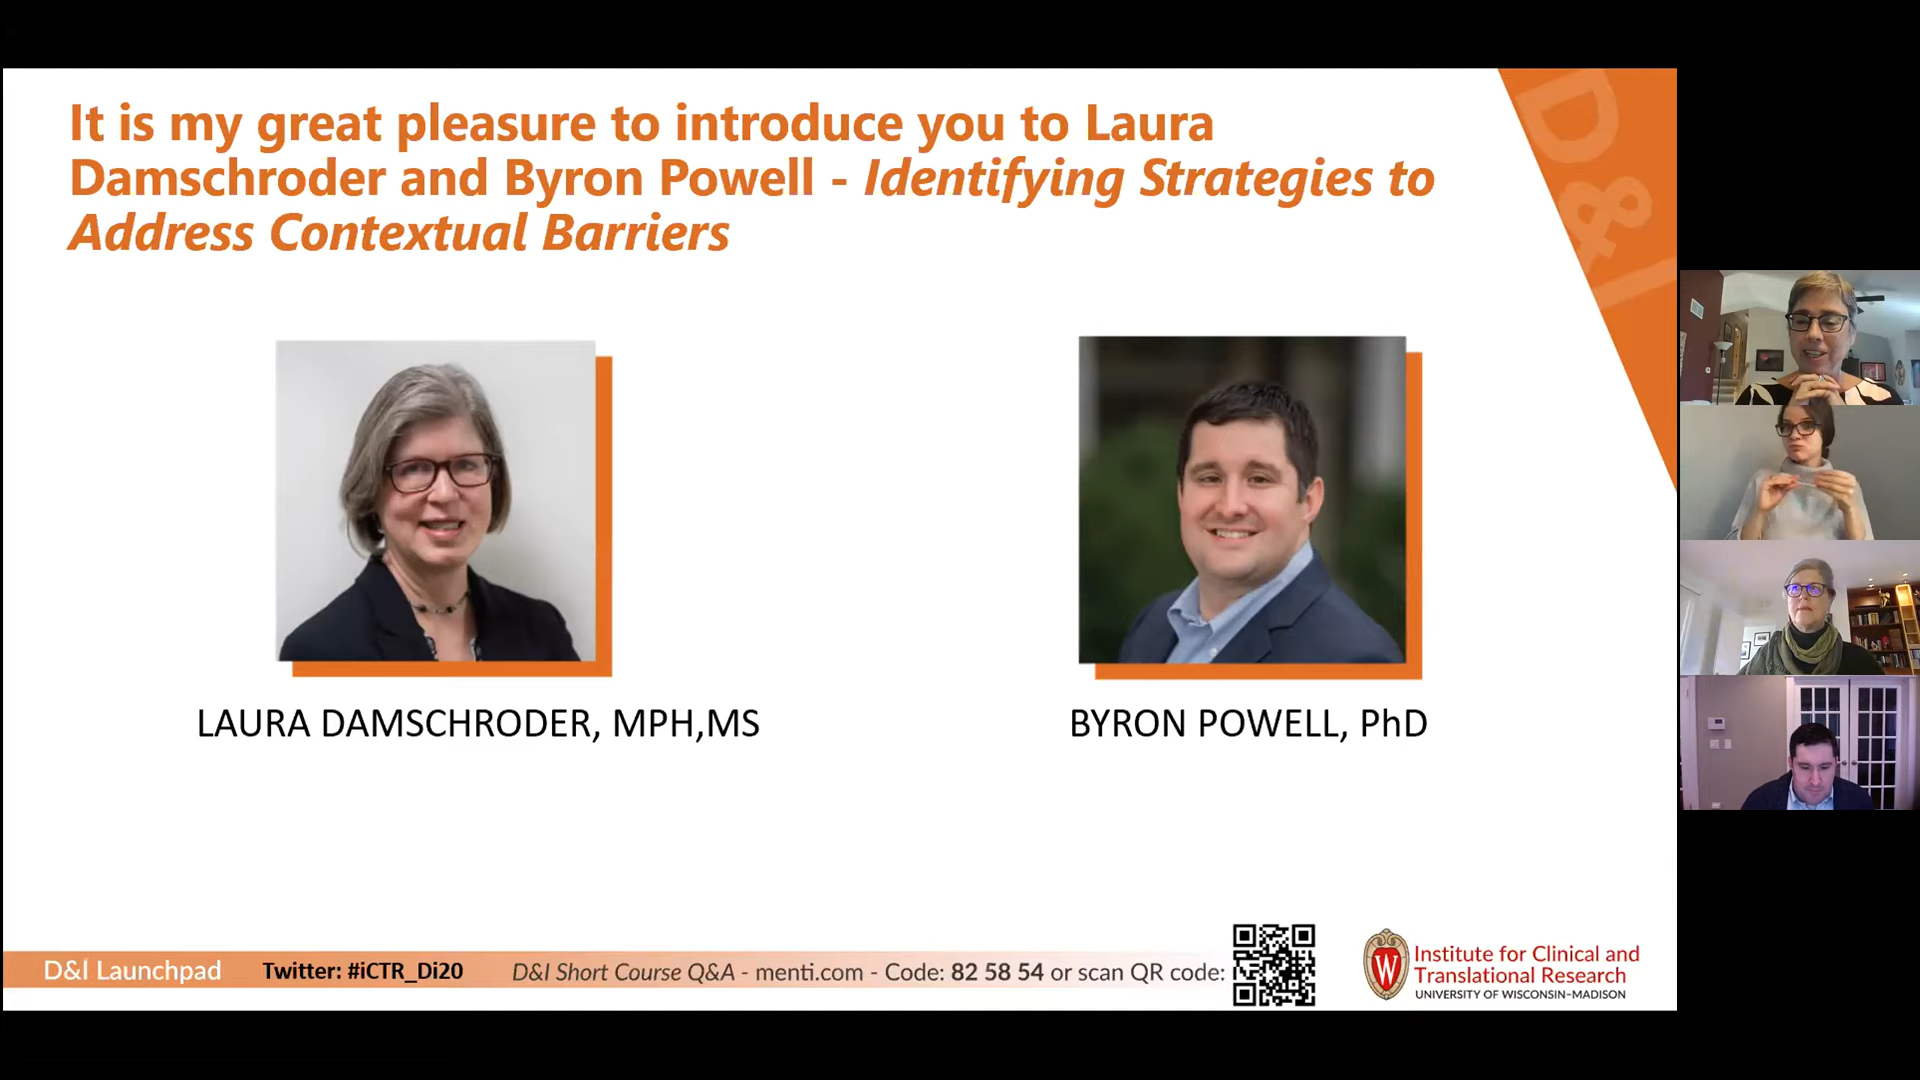 It is my great pleasure to introduce you to Laura
Damschroder and Byron Powell - Identifying Strategies to
Address Contextual Barriers
D&I
LAURA DAMSCHRODER, MPH,MS
BYRON POWELL, PhD
D&I Launchpad
Twitter: #iCTR_Di20
D&I Short Course Q&A - menti.com - Code: 82 58 54 or scan QR code:
W
Institute for Clinical and
Translational Research
UNIVERSITY OF WISCONSIN–MADISON